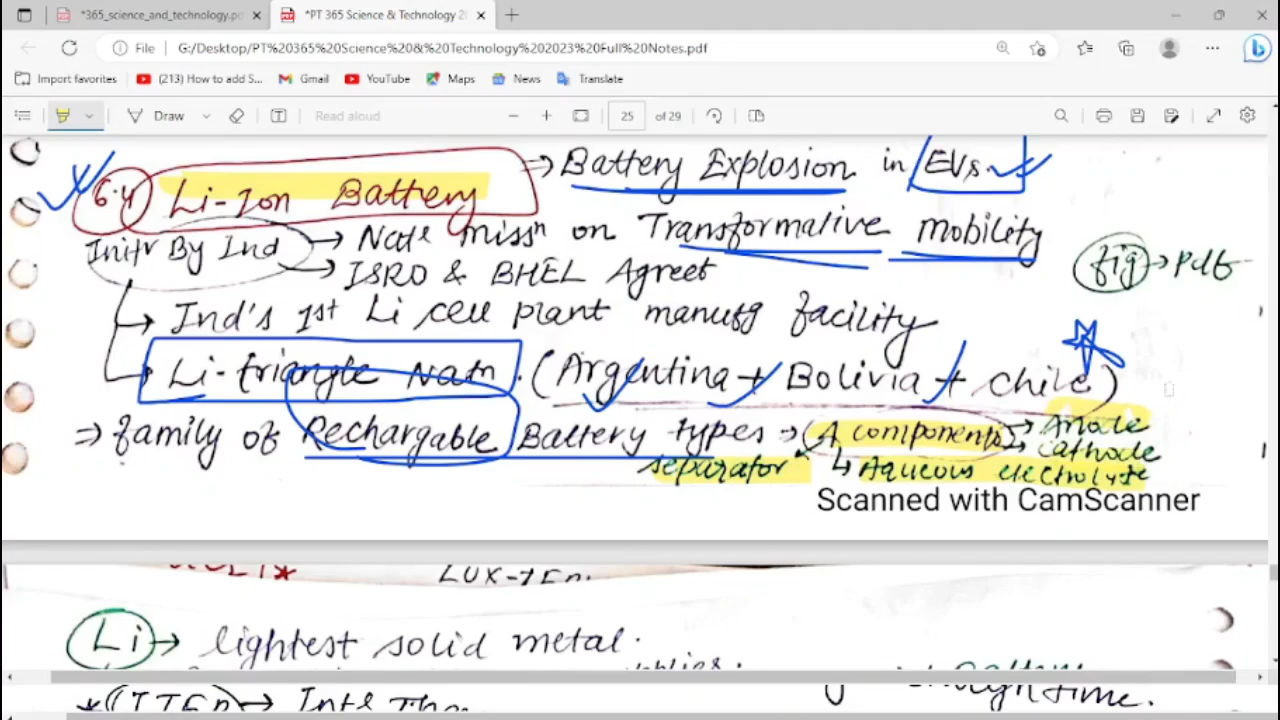 *365_science_and_technology.po
*PT 365 Science & Technology 20
File G:/Desktop/PT%20365%20Science%20&%20Technology%202023%20Full%20Notes.pdf
Import favorites (213) How to add S... Gmail YouTube Maps News Translate
Draw Read aloud 25 of 29
6.4 Li-Ion Battery → Battery Explosion in EVs.
Initv By Ind → Natl missn on Transformative mobility
→ ISRO & BHEL Agreet
fig → Pdf
→ Ind's 1st Li cell plant manufg facility
→ Li-triangle Natn. (Argentina + Bolivia + Chile)
⇒ family of Rechargable Battery types → (4 components → Anode
Cathode
separator ↳ Aqueous electrolyte
Scanned with CamScanner
Li → lightest solid metal.